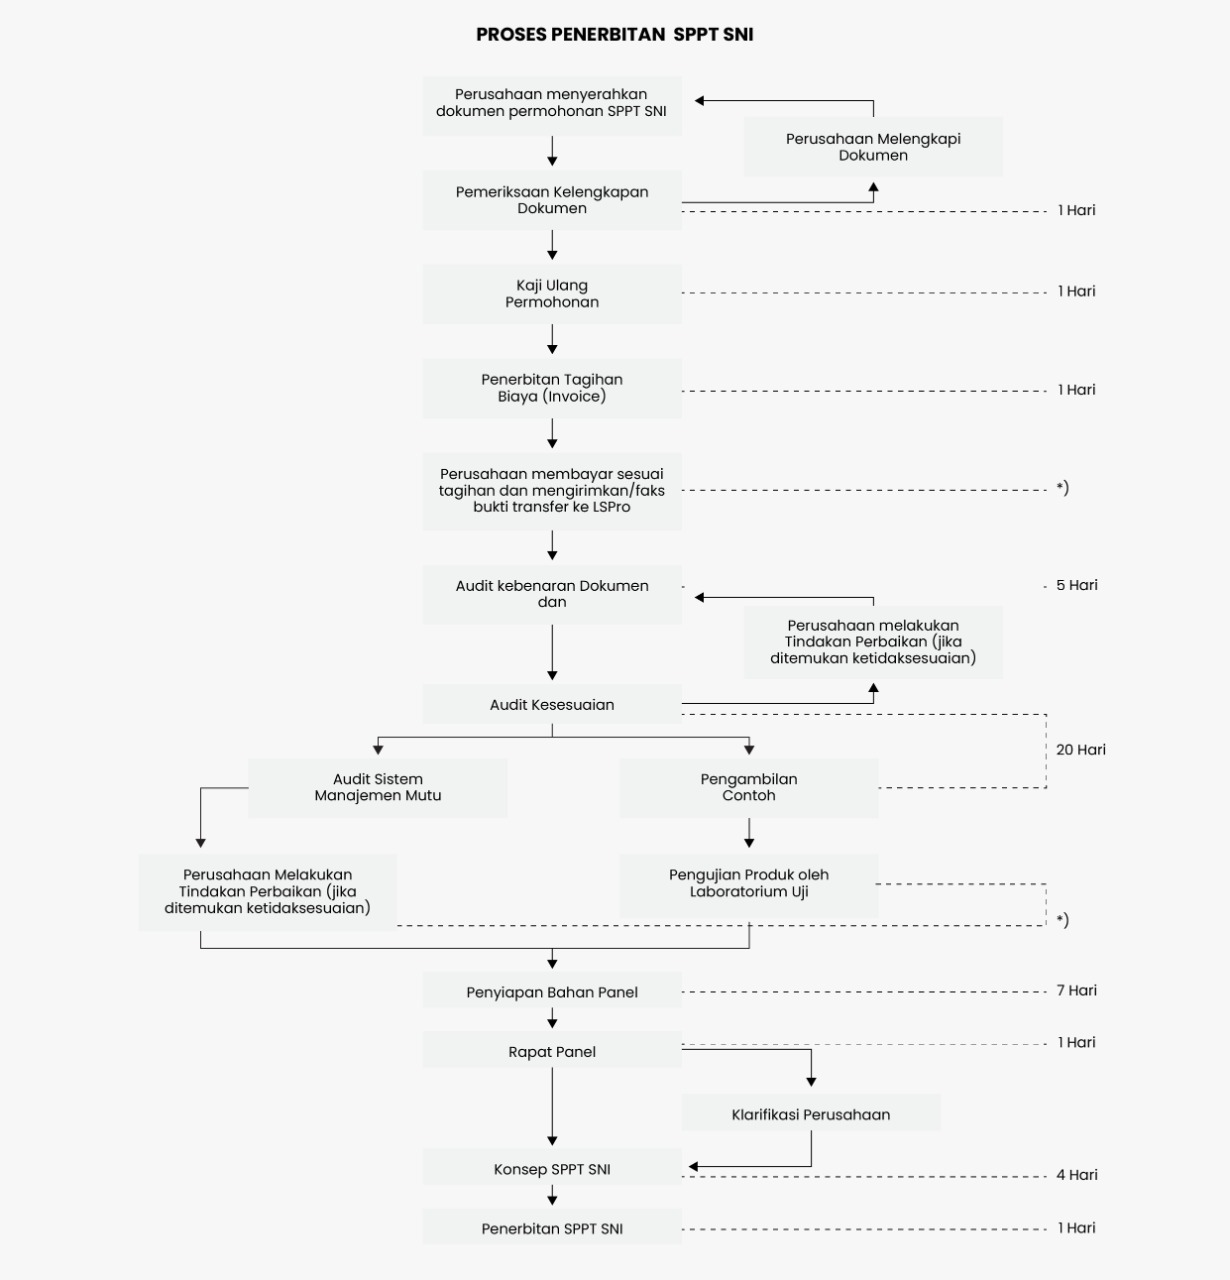 PROSES PENERBITAN SPPT SNI
Perusahaan menyerahkan
dokumen permohonan SPPT SNI
Perusahaan Melengkapi
Dokumen
Pemeriksaan Kelengkapan
Dokumen
1 Hari
Kaji Ulang
Permohonan
1 Hari
Penerbitan Tagihan
Biaya (Invoice)
1 Hari
Perusahaan membayar sesuai
tagihan dan mengirimkan/faks
bukti transfer ke LSPro
*)
Audit kebenaran Dokumen
dan
5 Hari
Perusahaan melakukan
Tindakan Perbaikan (jika
ditemukan ketidaksesuaian)
Audit Kesesuaian
20 Hari
Audit Sistem
Manajemen Mutu
Pengambilan
Contoh
Perusahaan Melakukan
Tindakan Perbaikan (jika
ditemukan ketidaksesuaian)
Pengujian Produk oleh
Laboratorium Uji
*)
Penyiapan Bahan Panel
7 Hari
Rapat Panel
1 Hari
Klarifikasi Perusahaan
Konsep SPPT SNI
4 Hari
Penerbitan SPPT SNI
1 Hari